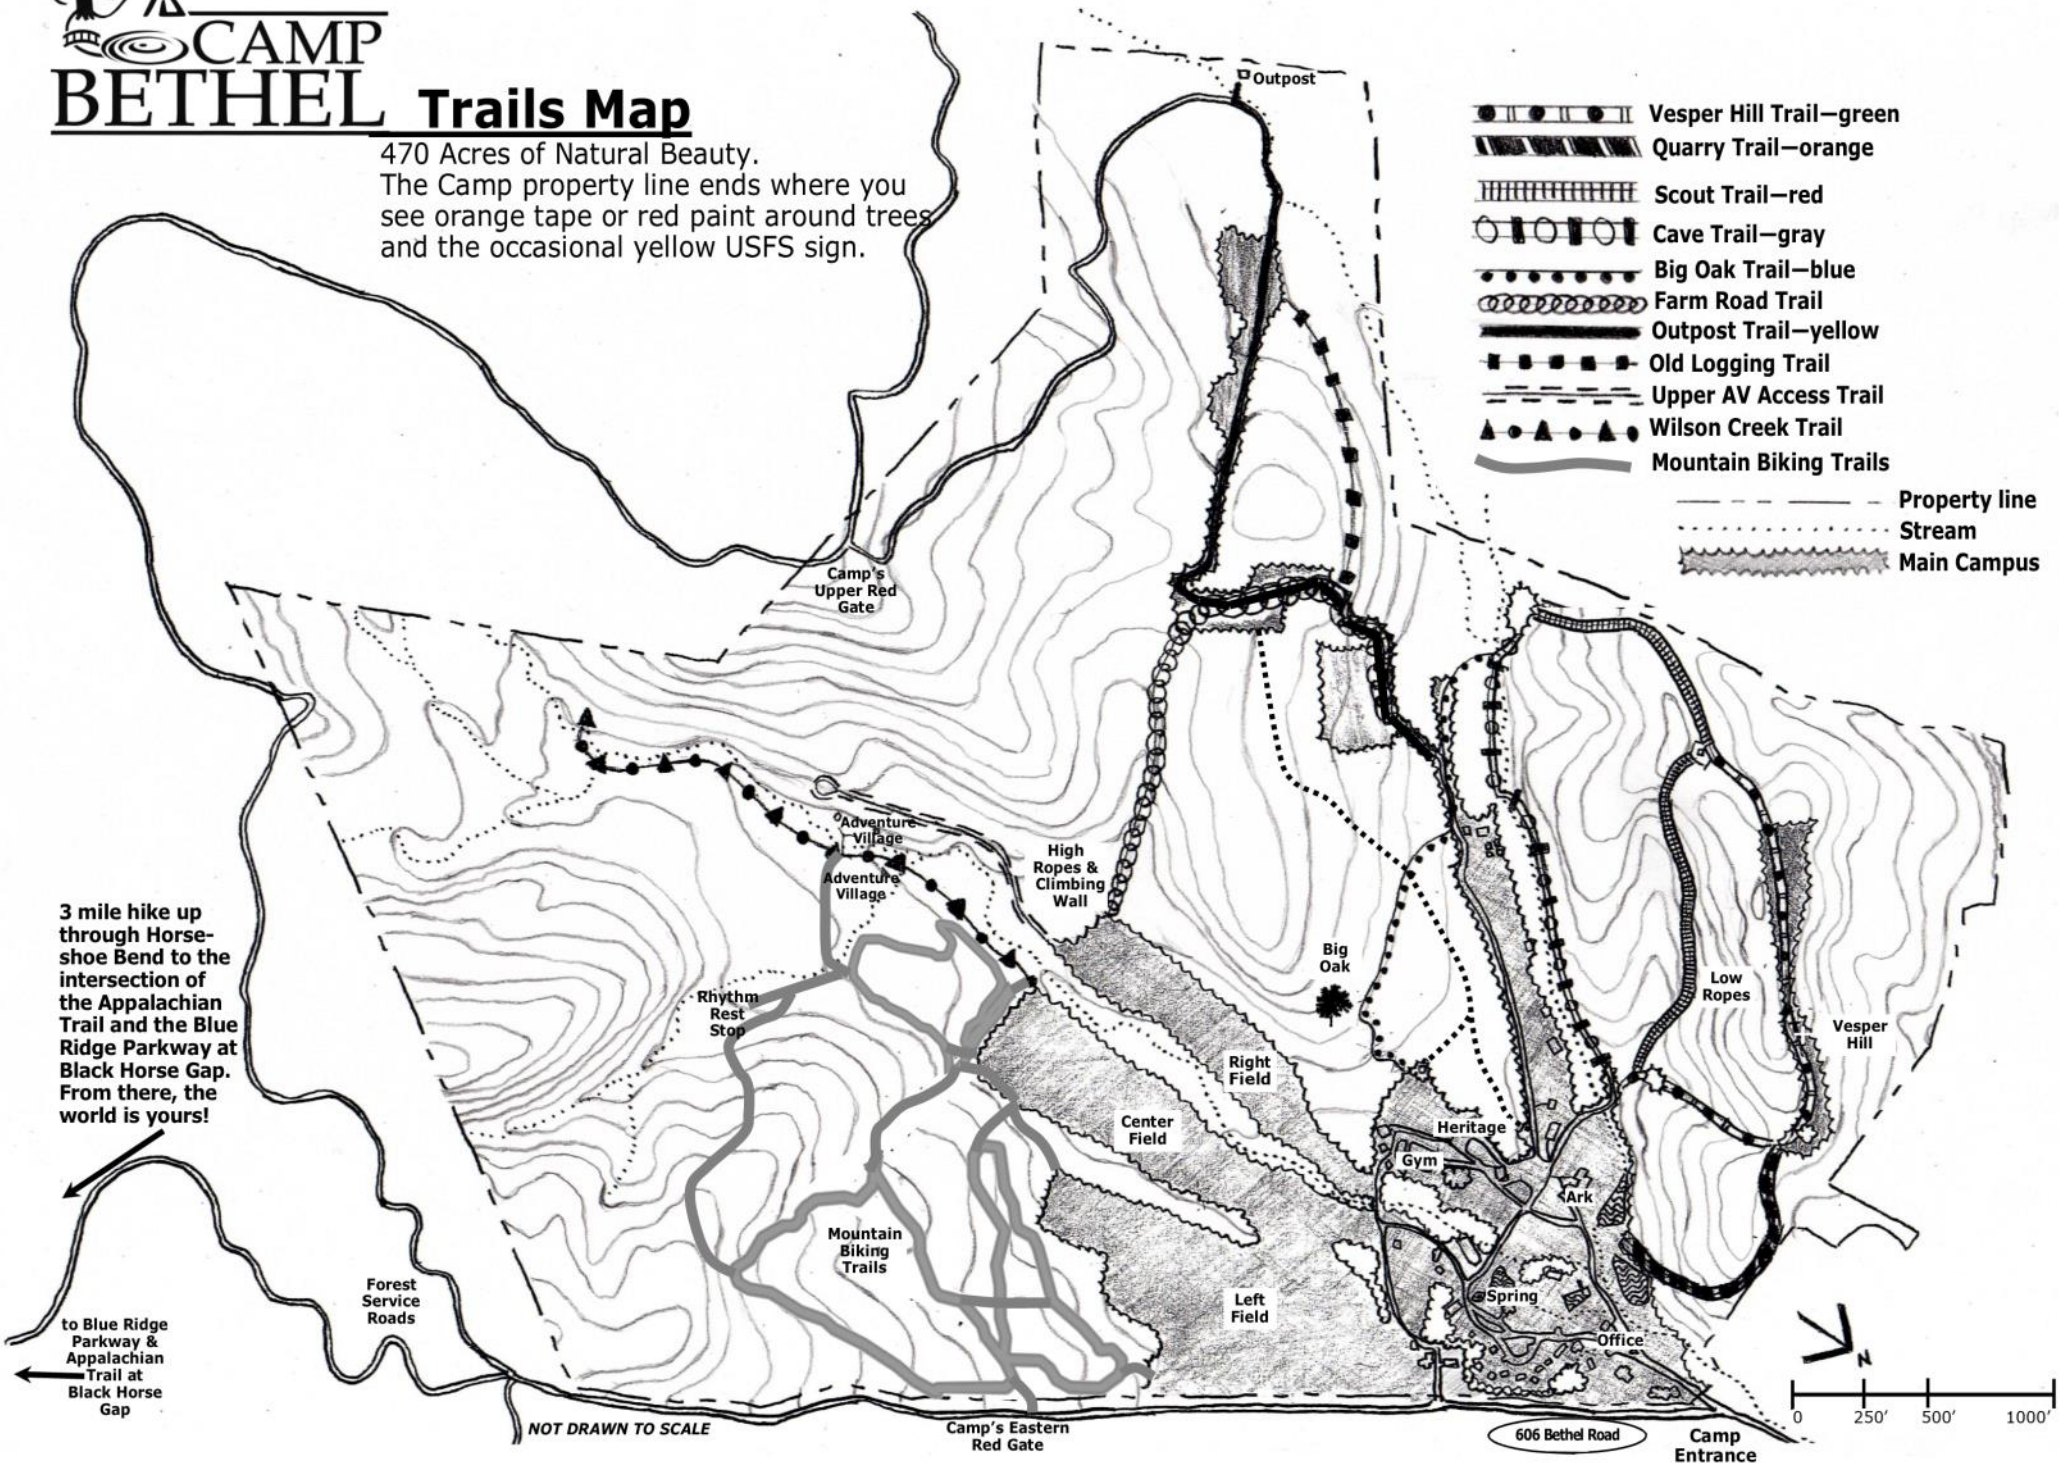 CAMP
BETHEL
Trails Map
470 Acres of Natural Beauty.
The Camp property line ends where you
see orange tape or red paint around trees
and the occasional yellow USFS sign.
Outpost
Vesper Hill Trail—green
Quarry Trail—orange
Scout Trail—red
Cave Trail—gray
Big Oak Trail—blue
Farm Road Trail
Outpost Trail—yellow
Old Logging Trail
Upper AV Access Trail
Wilson Creek Trail
Mountain Biking Trails
Property line
Stream
Main Campus
Camp's
Upper Red
Gate
Adventure
Village
Adventure
Village
High
Ropes &
Climbing
Wall
3 mile hike up
through Horse-
shoe Bend to the
intersection of
the Appalachian
Trail and the Blue
Ridge Parkway at
Black Horse Gap.
From there, the
world is yours!
Big
Oak
Low
Ropes
Vesper
Hill
Rhythm
Rest
Stop
Right
Field
Center
Field
Heritage
Gym
Ark
Mountain
Biking
Trails
Left
Field
Spring
Office
Forest
Service
Roads
to Blue Ridge
Parkway &
Appalachian
Trail at
Black Horse
Gap
N
0 250' 500' 1000'
NOT DRAWN TO SCALE
Camp's Eastern
Red Gate
606 Bethel Road
Camp
Entrance